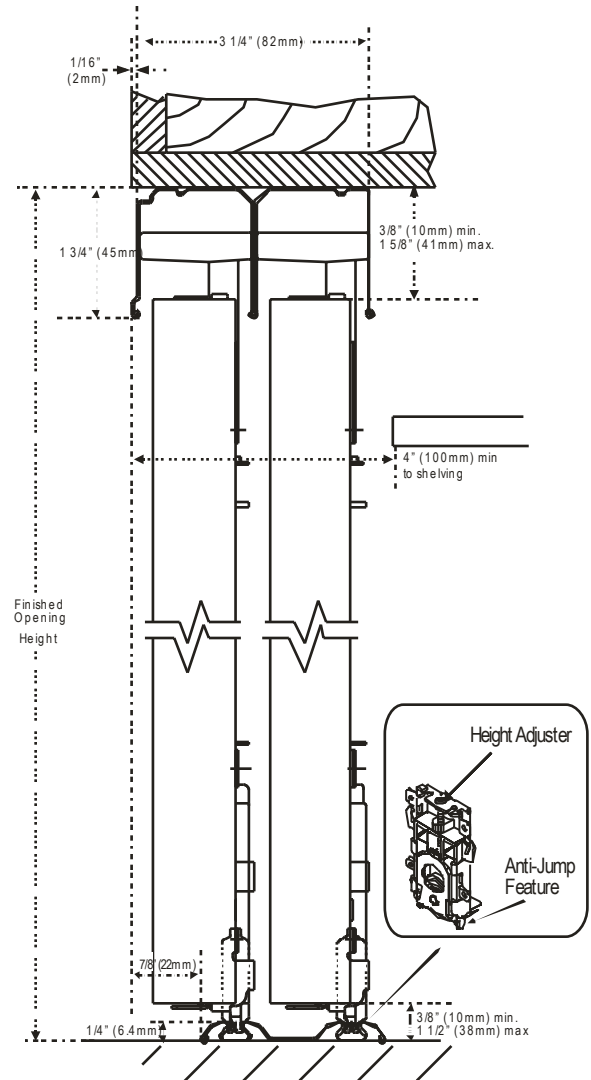 3 1/4" (82mm)
1/16"
(2mm)
3/8" (10mm) min.
1 5/8" (41mm) max.
1 3/4" (45mm)
4" (100mm) min
to shelving
Finished
Opening
Height
Height Adjuster
Anti-Jump
Feature
7/8"(22mm)
3/8" (10mm) min.
1 1/2" (38mm) max
1/4" (6.4mm)